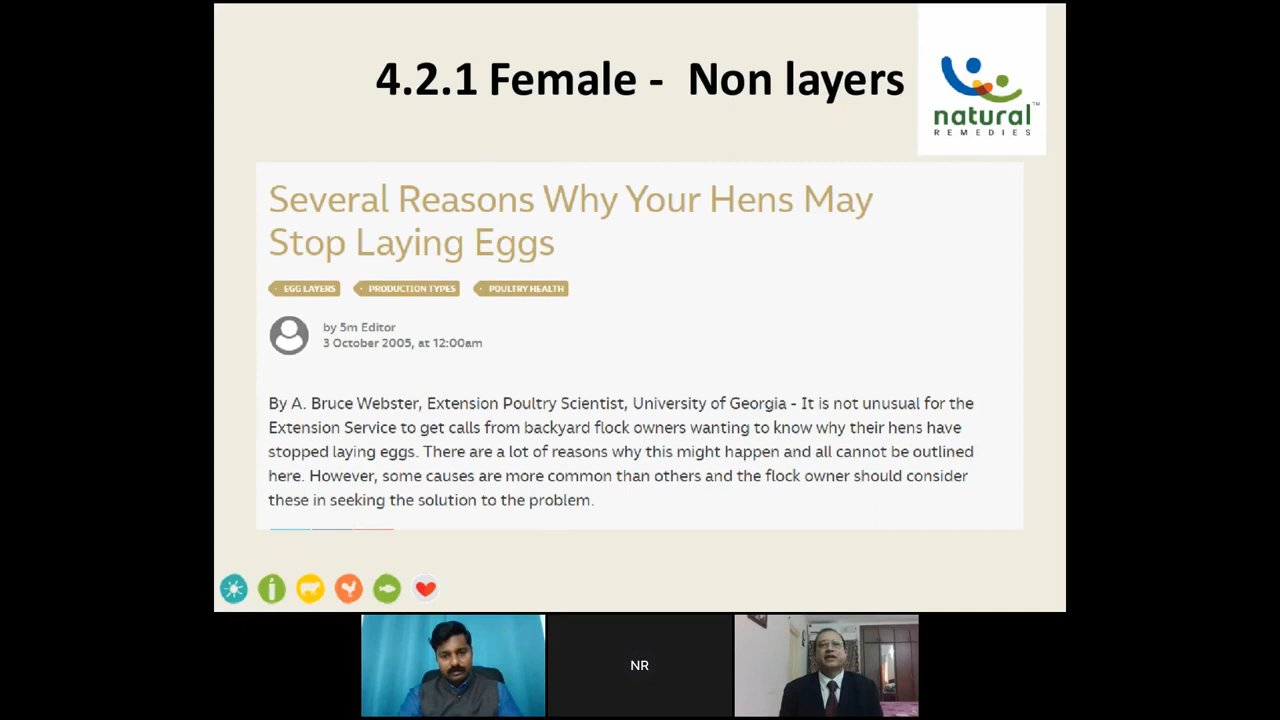 4.2.1 Female - Non layers
natural™
REMEDIES
Several Reasons Why Your Hens May
Stop Laying Eggs
EGG LAYERS
PRODUCTION TYPES
POULTRY HEALTH
by 5m Editor
3 October 2005, at 12:00am
By A. Bruce Webster, Extension Poultry Scientist, University of Georgia - It is not unusual for the
Extension Service to get calls from backyard flock owners wanting to know why their hens have
stopped laying eggs. There are a lot of reasons why this might happen and all cannot be outlined
here. However, some causes are more common than others and the flock owner should consider
these in seeking the solution to the problem.
NR